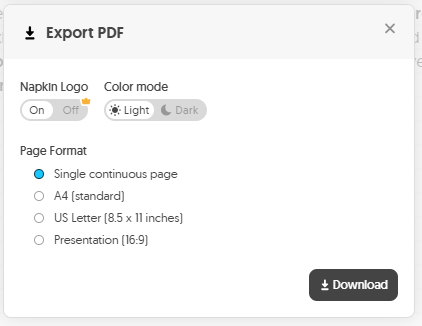 Export PDF
Napkin Logo Color mode
On Off Light Dark
Page Format
Single continuous page
A4 (standard)
US Letter (8.5 x 11 inches)
Presentation (16:9)
Download